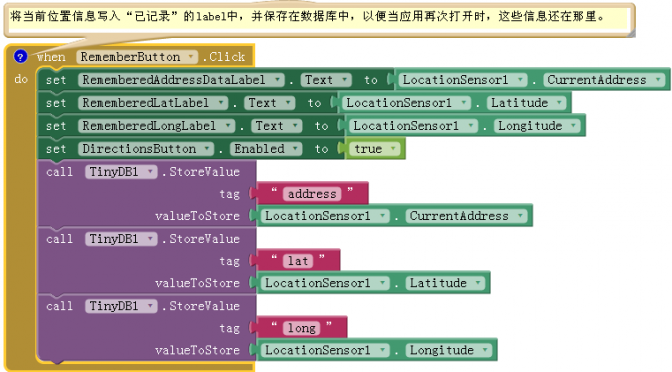 将当前位置信息写入“己记录”的label中，并保存在数据库中，以便当应用再次打开时，这些信息还在那里。
? when RememberButton .Click
do set RememberedAddressDataLabel . Text to LocationSensor1 . CurrentAddress
set RememberedLatLabel . Text to LocationSensor1 . Latitude
set RememberedLongLabel . Text to LocationSensor1 . Longitude
set DirectionsButton . Enabled to true
call TinyDB1 .StoreValue
tag “ address ”
valueToStore LocationSensor1 . CurrentAddress
call TinyDB1 .StoreValue
tag “ lat ”
valueToStore LocationSensor1 . Latitude
call TinyDB1 .StoreValue
tag “ long ”
valueToStore LocationSensor1 . Longitude